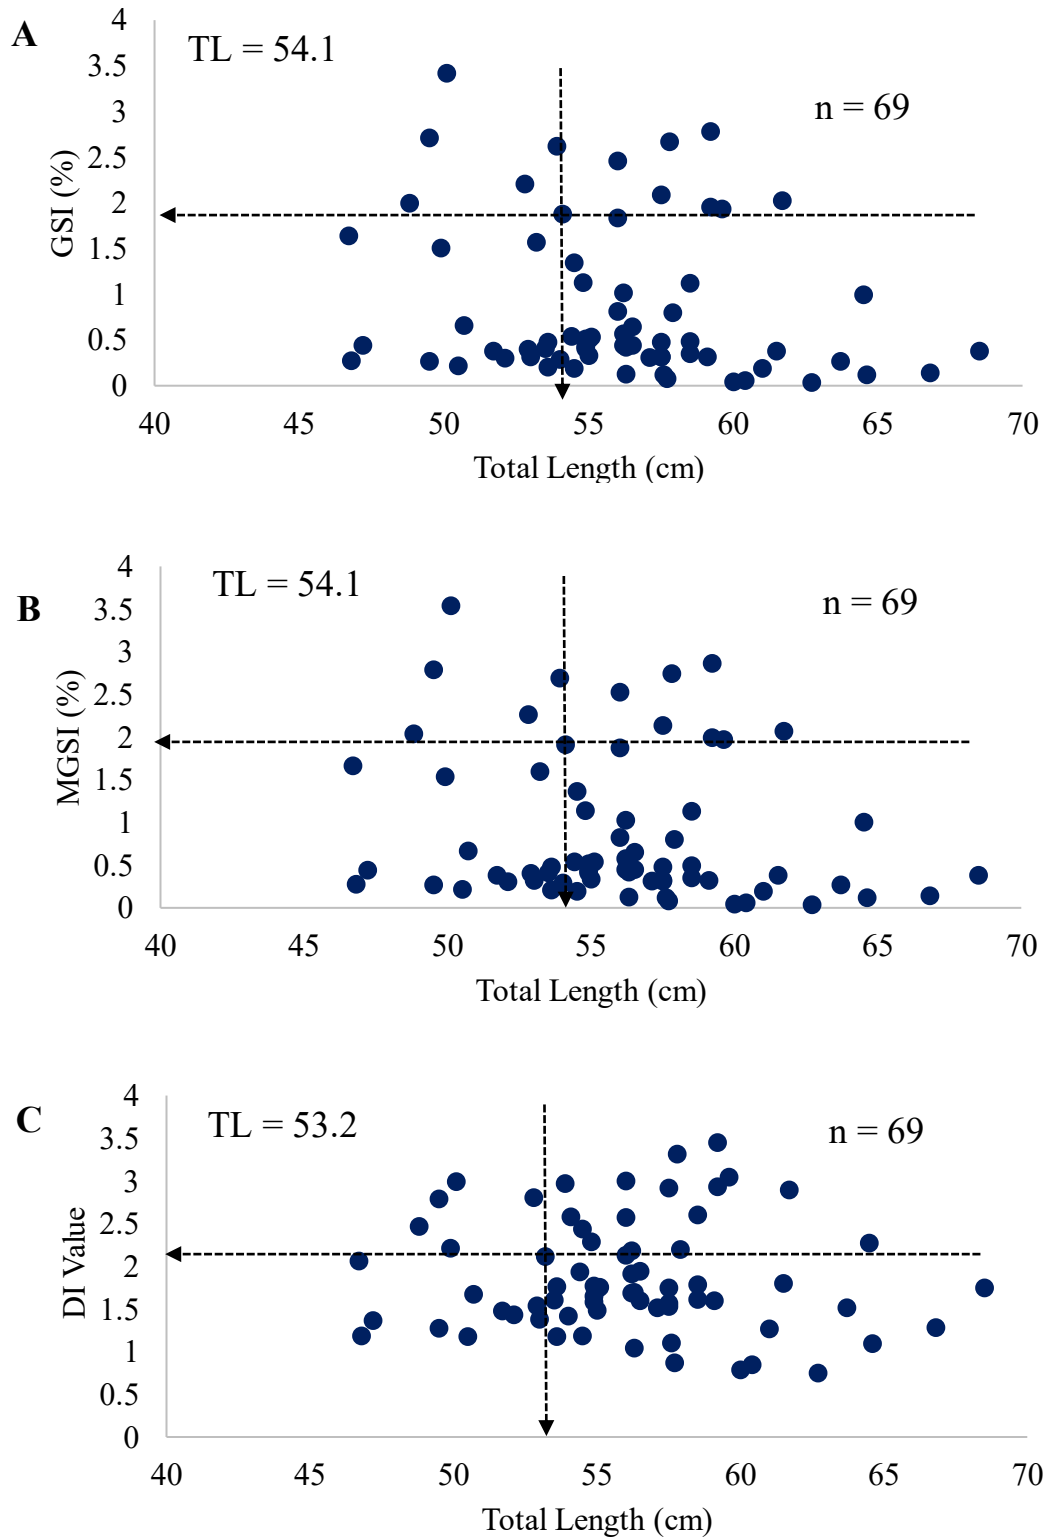 A
TL = 54.1
n = 69
GSI (%)
4
3.5
3
2.5
2
1.5
1
0.5
0
40 45 50 55 60 65 70
Total Length (cm)
B
TL = 54.1
n = 69
MGSI (%)
4
3.5
3
2.5
2
1.5
1
0.5
0
40 45 50 55 60 65 70
Total Length (cm)
C
TL = 53.2
n = 69
DI Value
4
3.5
3
2.5
2
1.5
1
0.5
0
40 45 50 55 60 65 70
Total Length (cm)